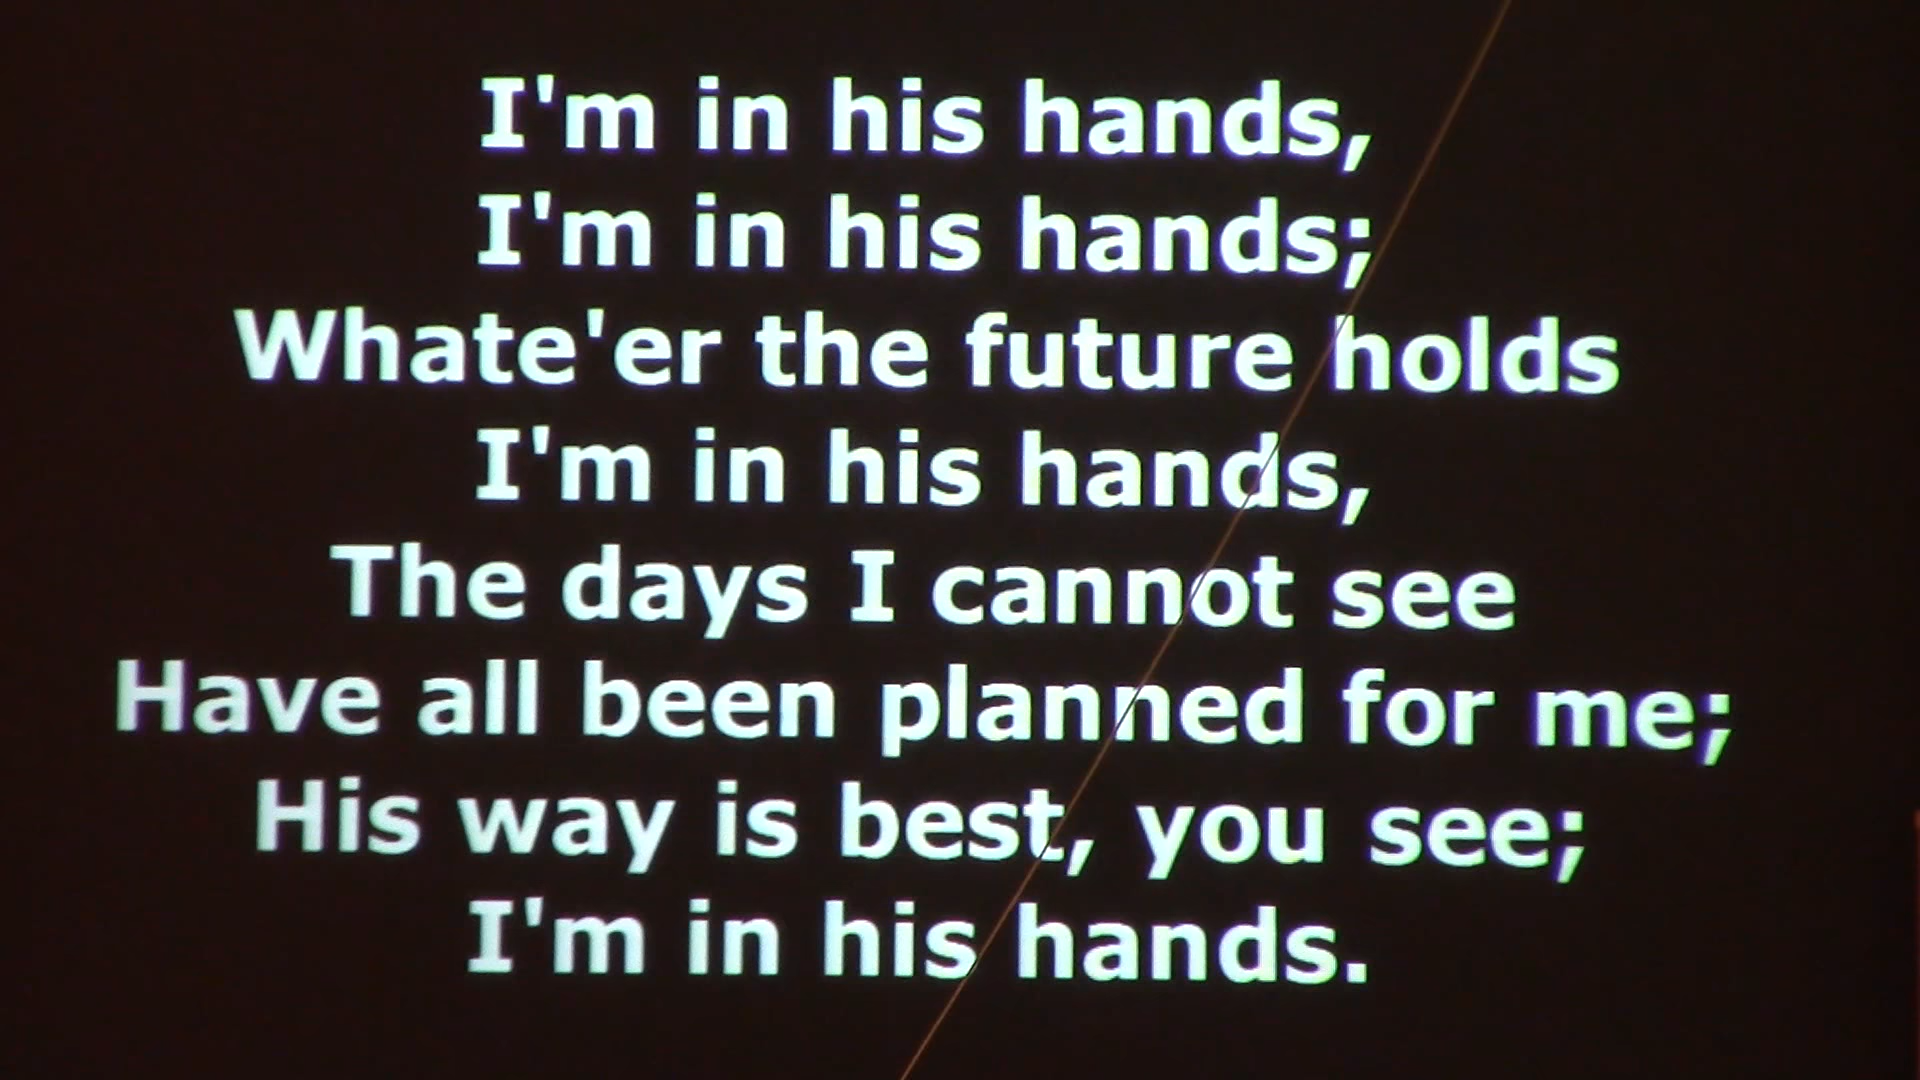 I'm in his hands,
I'm in his hands;
Whate'er the future holds
I'm in his hands,
The days I cannot see
Have all been planned for me;
His way is best, you see;
I'm in his hands.